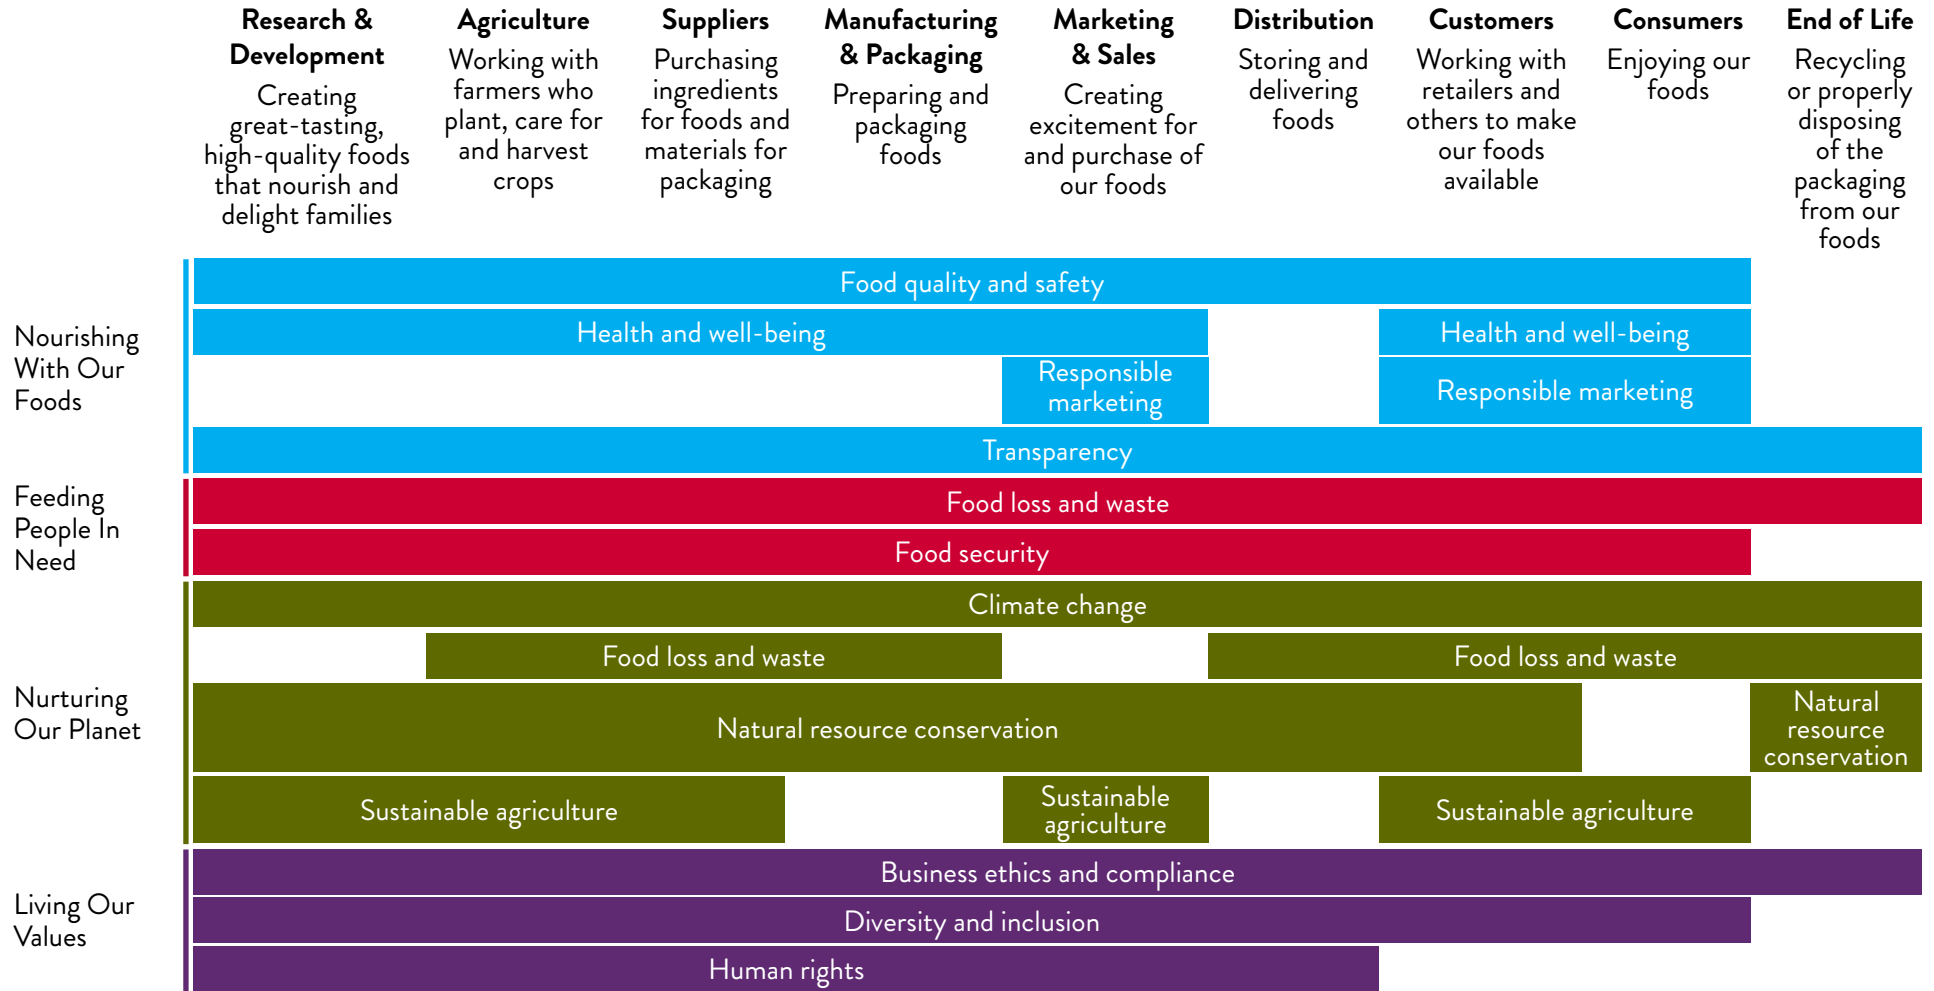 Research &
Development
Creating
great-tasting,
high-quality foods
that nourish and
delight families
Agriculture
Working with
farmers who
plant, care for
and harvest
crops
Suppliers
Purchasing
ingredients
for foods and
materials for
packaging
Manufacturing
& Packaging
Preparing and
packaging
foods
Marketing
& Sales
Creating
excitement for
and purchase of
our foods
Distribution
Storing and
delivering
foods
Customers
Working with
retailers and
others to make
our foods
available
Consumers
Enjoying our
foods
End of Life
Recycling
or properly
disposing
of the
packaging
from our
foods
Nourishing
With Our
Foods
Food quality and safety
Health and well-being
Health and well-being
Responsible
marketing
Responsible marketing
Transparency
Feeding
People In
Need
Food loss and waste
Food security
Nurturing
Our Planet
Climate change
Food loss and waste
Food loss and waste
Natural resource conservation
Natural
resource
conservation
Sustainable agriculture
Sustainable
agriculture
Sustainable agriculture
Living Our
Values
Business ethics and compliance
Diversity and inclusion
Human rights